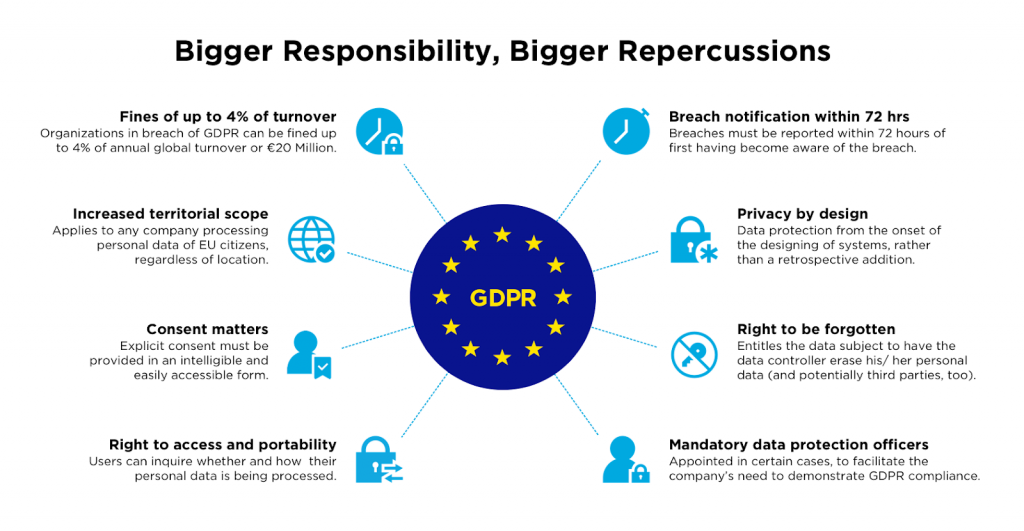 Bigger Responsibility, Bigger Repercussions
Fines of up to 4% of turnover
Organizations in breach of GDPR can be fined up
to 4% of annual global turnover or €20 Million.
Increased territorial scope
Applies to any company processing
personal data of EU citizens,
regardless of location.
Consent matters
Explicit consent must be
provided in an intelligible and
easily accessible form.
Right to access and portability
Users can inquire whether and how their
personal data is being processed.
GDPR
Breach notification within 72 hrs
Breaches must be reported within 72 hours of
first having become aware of the breach.
Privacy by design
Data protection from the onset of
the designing of systems, rather
than a retrospective addition.
Right to be forgotten
Entitles the data subject to have the
data controller erase his/ her personal
data (and potentially third parties, too).
Mandatory data protection officers
Appointed in certain cases, to facilitate the
company's need to demonstrate GDPR compliance.